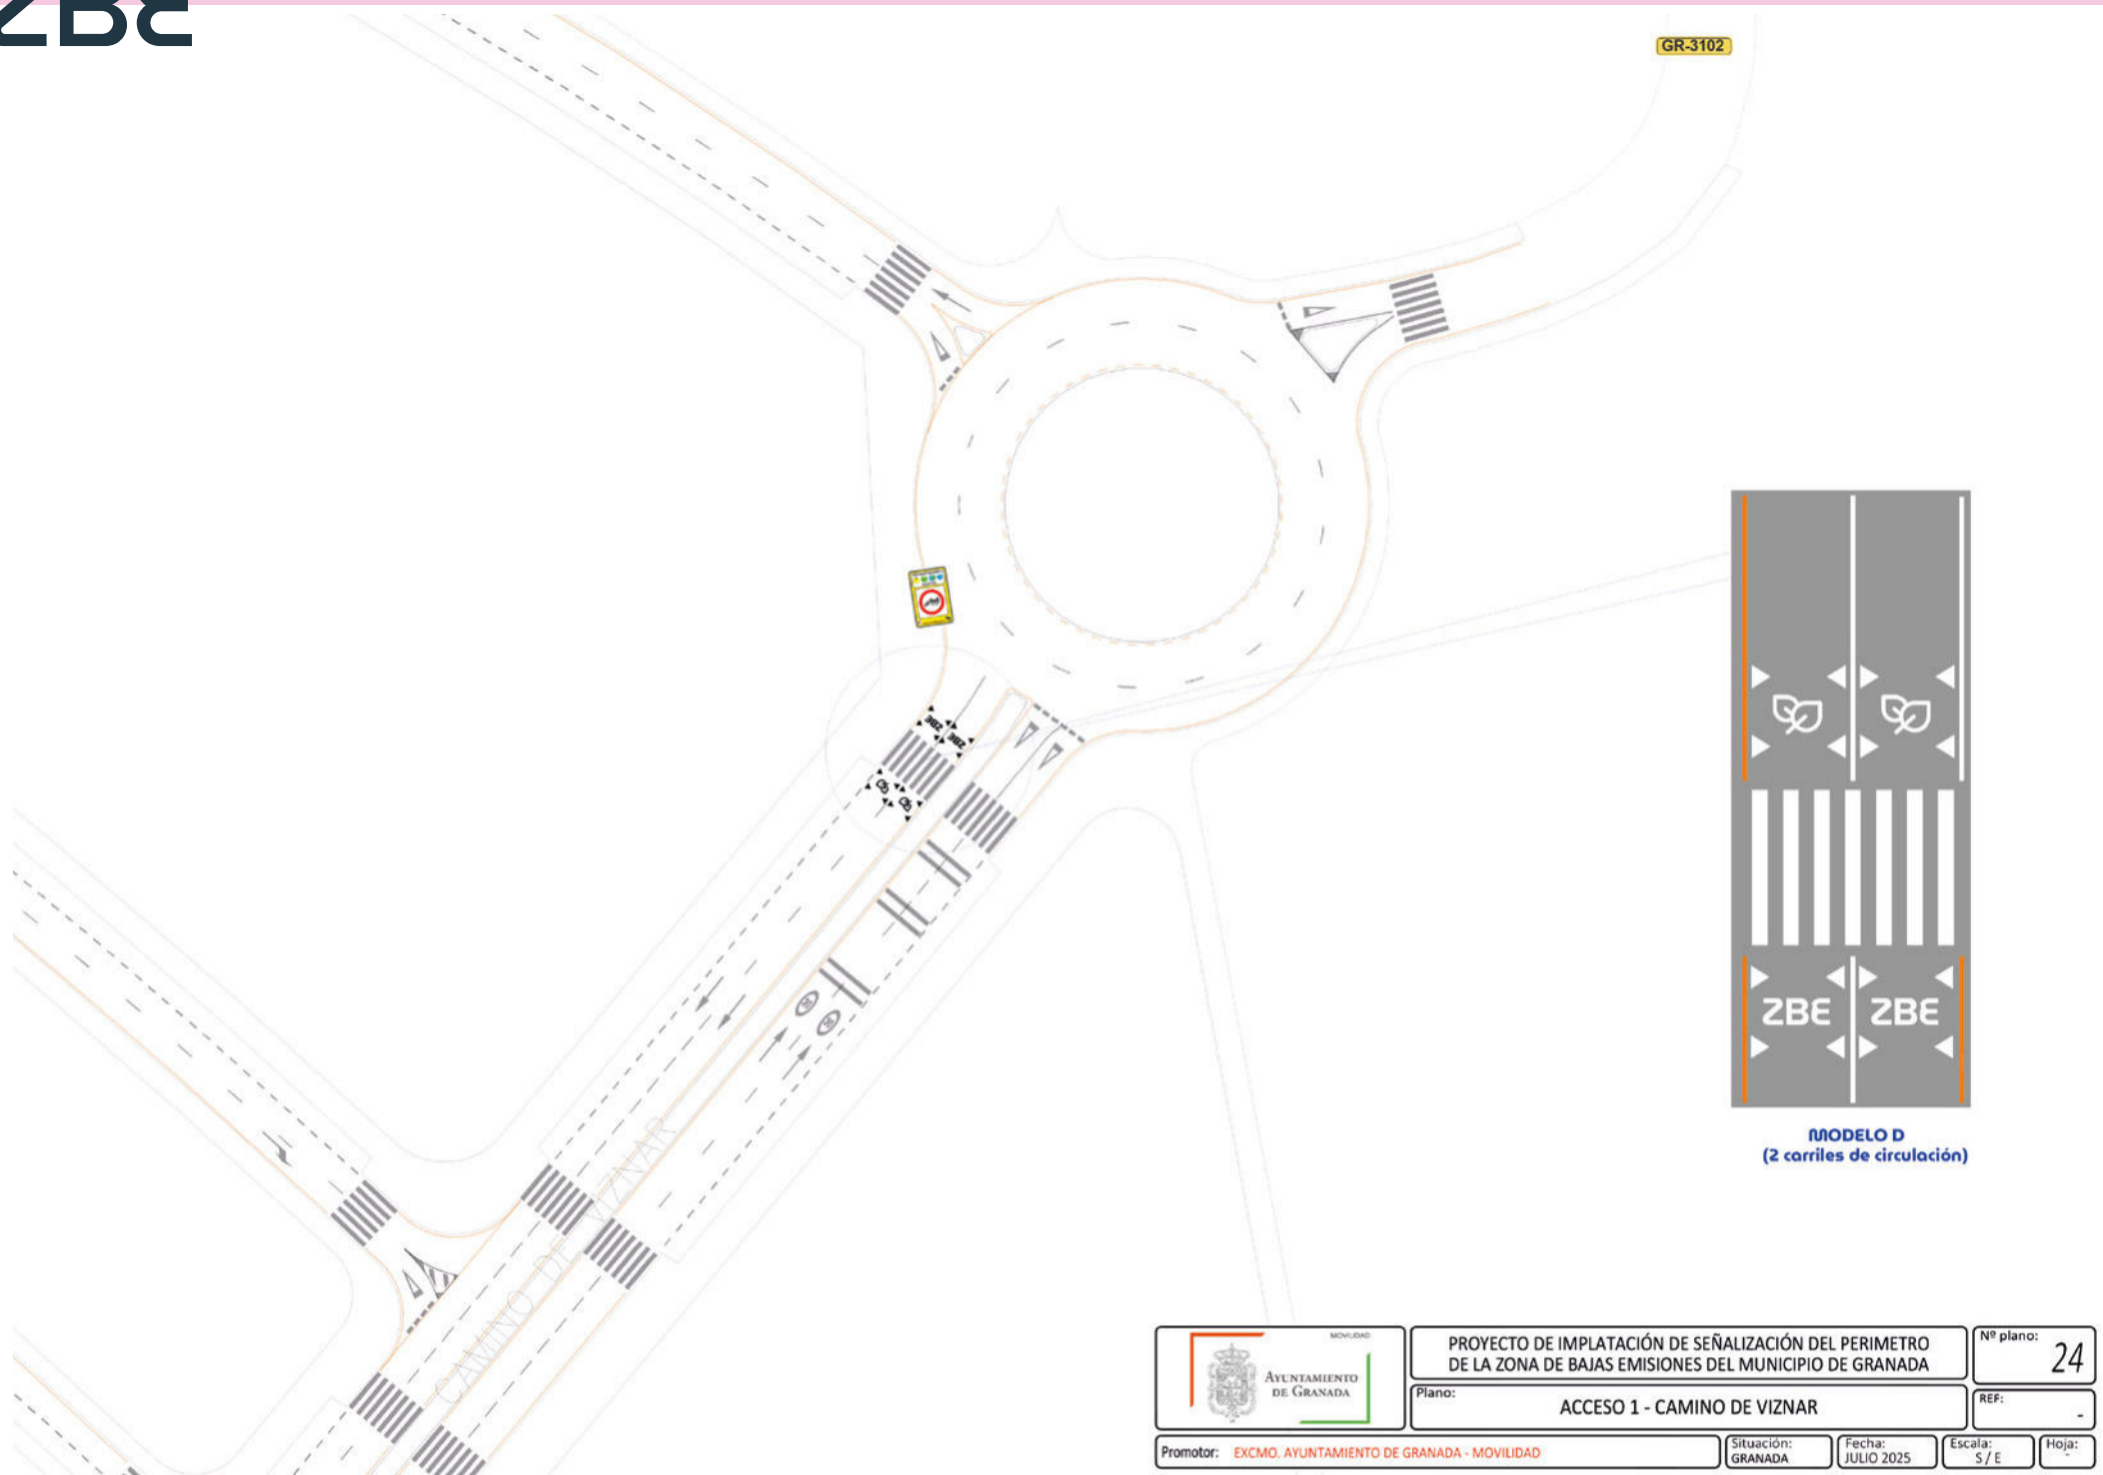 ZBE
GR-3102
ZBE
ZBE
CAMINO DE VIZNAR
ZBE ZBE
MODELO D
(2 carriles de circulación)
MOVILIDAD
AYUNTAMIENTO
DE GRANADA
PROYECTO DE IMPLATACIÓN DE SEÑALIZACIÓN DEL PERIMETRO
DE LA ZONA DE BAJAS EMISIONES DEL MUNICIPIO DE GRANADA
Nº plano:
24
Plano:
ACCESO 1 - CAMINO DE VIZNAR
REF:
-
Promotor: EXCMO. AYUNTAMIENTO DE GRANADA - MOVILIDAD
Situación:
GRANADA
Fecha:
JULIO 2025
Escala:
S / E
Hoja:
-